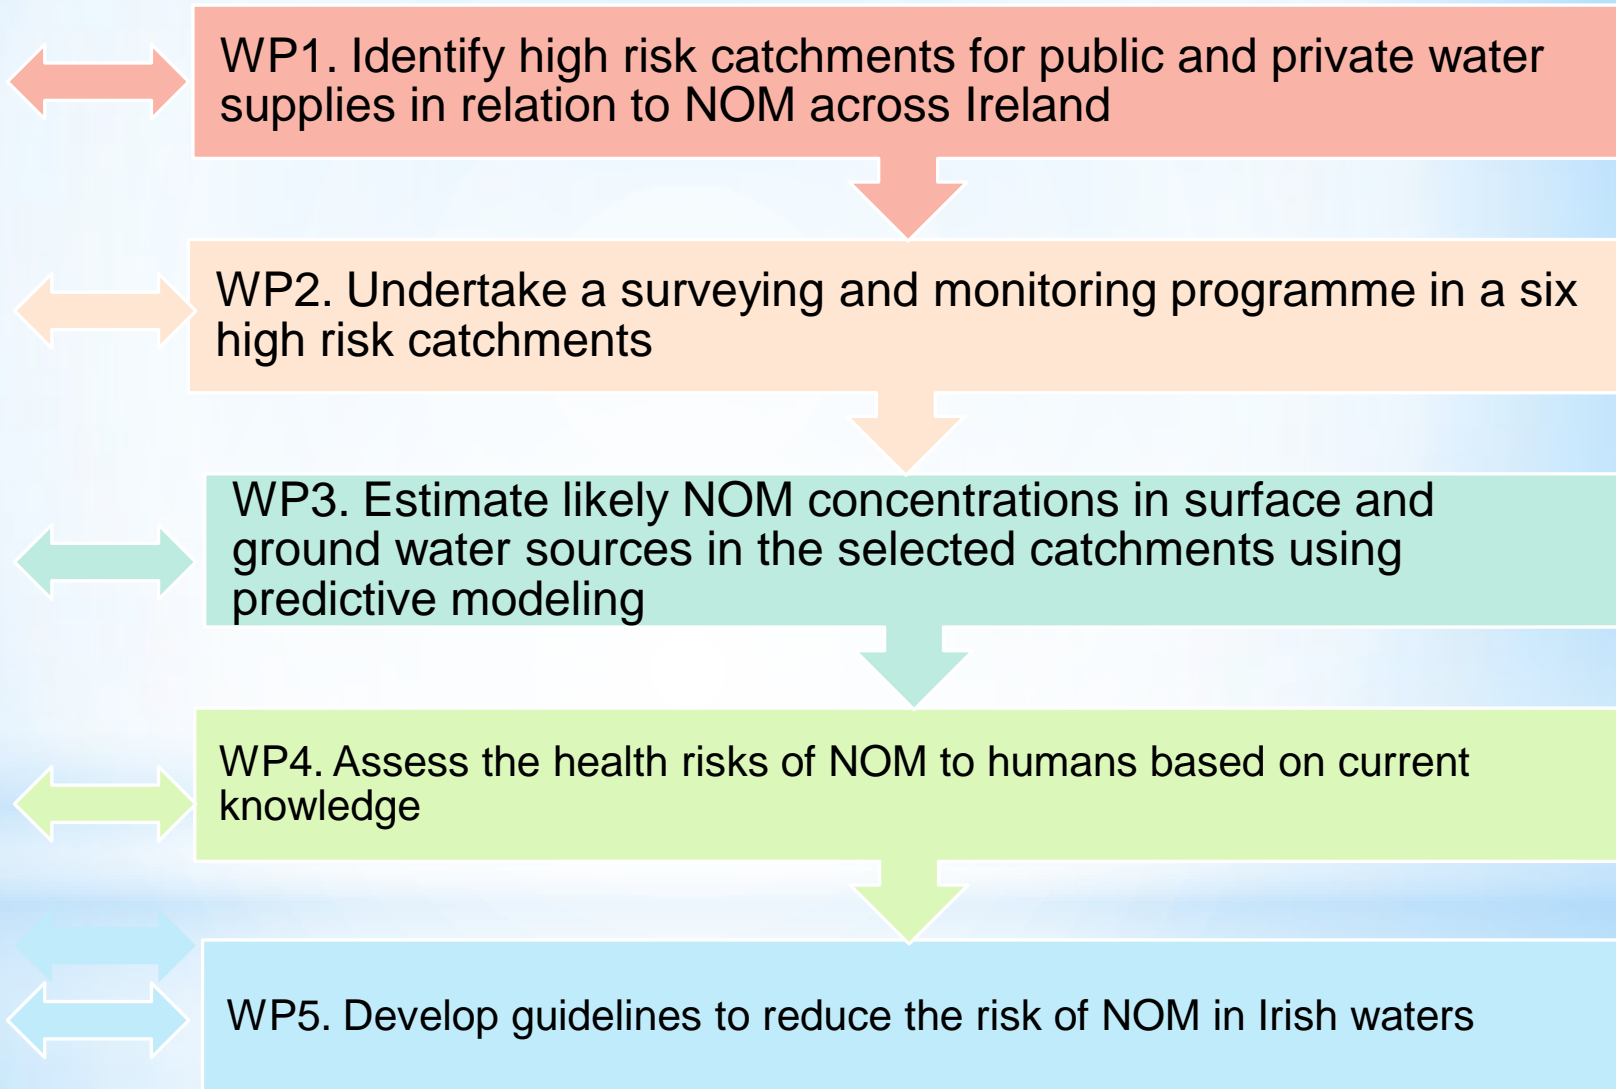 WP1. Identify high risk catchments for public and private water
supplies in relation to NOM across Ireland
WP2. Undertake a surveying and monitoring programme in a six
high risk catchments
WP3. Estimate likely NOM concentrations in surface and
ground water sources in the selected catchments using
predictive modeling
WP4. Assess the health risks of NOM to humans based on current
knowledge
WP5. Develop guidelines to reduce the risk of NOM in Irish waters